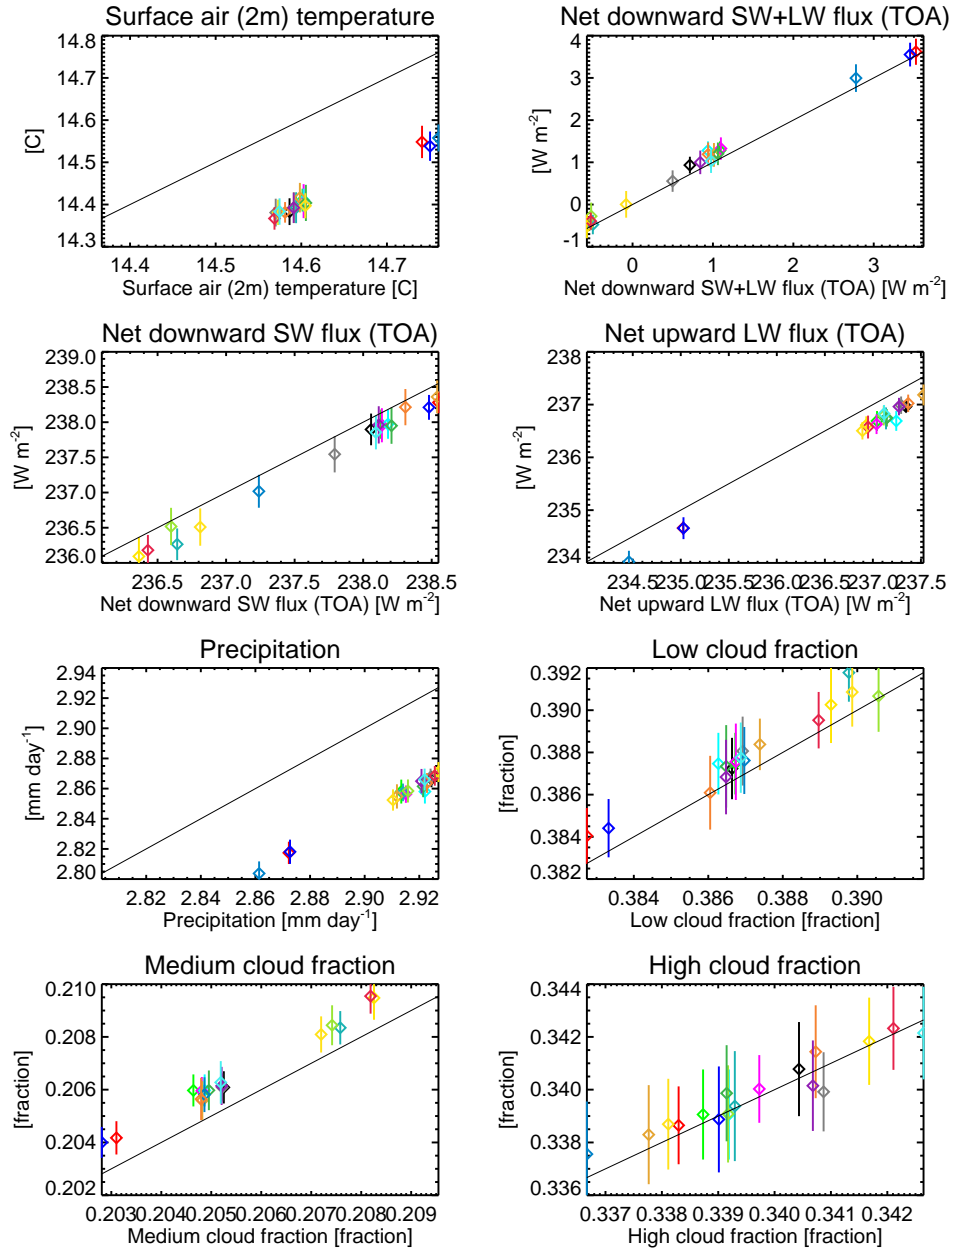 Surface air (2m) temperature
14.8
14.7
14.6
14.5
14.4
14.3
[C]
14.4 14.5 14.6 14.7
Surface air (2m) temperature [C]
Net downward SW+LW flux (TOA)
4
3
2
1
0
-1
[W m-2]
0 1 2 3
Net downward SW+LW flux (TOA) [W m-2]
Net downward SW flux (TOA)
239.0
238.5
238.0
237.5
237.0
236.5
236.0
[W m-2]
236.5 237.0 237.5 238.0 238.5
Net downward SW flux (TOA) [W m-2]
Net upward LW flux (TOA)
238
237
236
235
234
[W m-2]
234.5 235.0 235.5 236.0 236.5 237.0 237.5
Net upward LW flux (TOA) [W m-2]
Precipitation
2.94
2.92
2.90
2.88
2.86
2.84
2.82
2.80
[mm day-1]
2.82 2.84 2.86 2.88 2.90 2.92
Precipitation [mm day-1]
Low cloud fraction
0.392
0.390
0.388
0.386
0.384
0.382
[fraction]
0.384 0.386 0.388 0.390
Low cloud fraction [fraction]
Medium cloud fraction
0.210
0.208
0.206
0.204
0.202
[fraction]
0.203 0.204 0.205 0.206 0.207 0.208 0.209
Medium cloud fraction [fraction]
High cloud fraction
0.344
0.342
0.340
0.338
0.336
[fraction]
0.337 0.338 0.339 0.340 0.341 0.342
High cloud fraction [fraction]